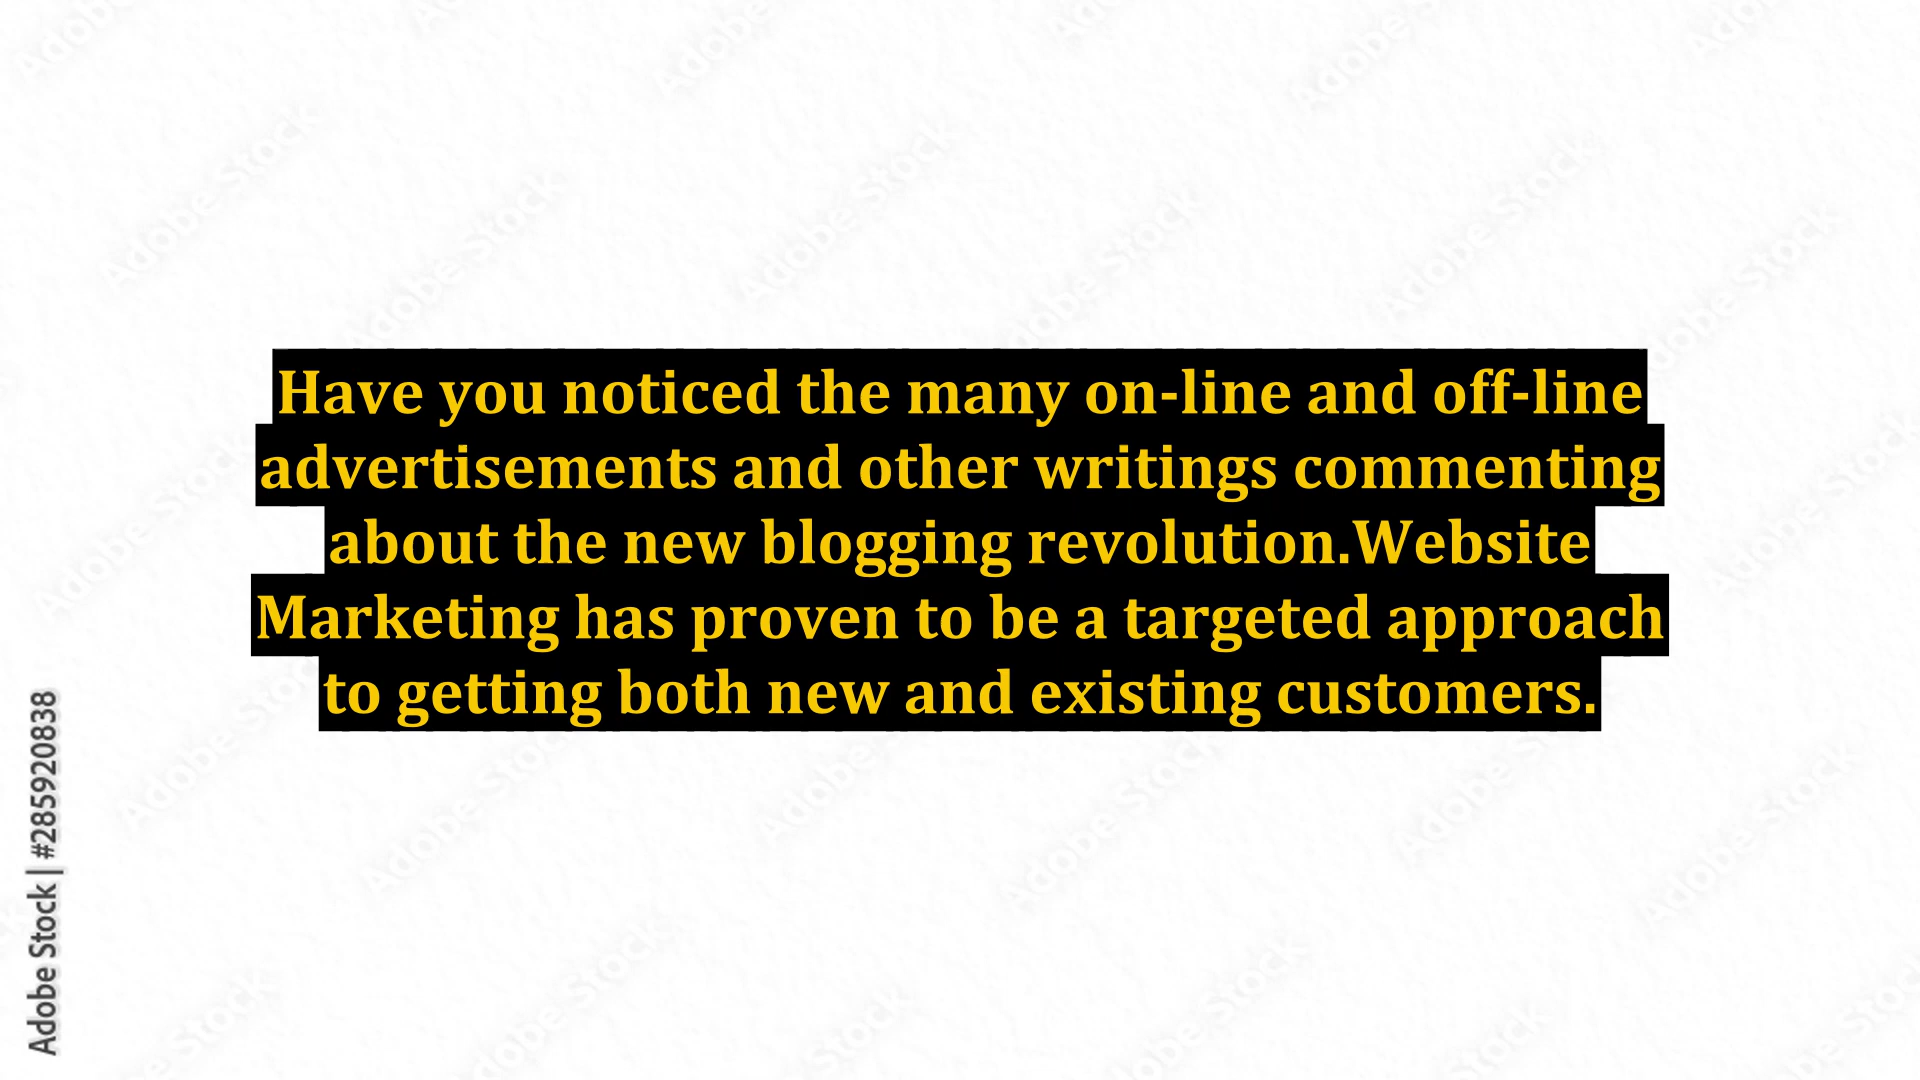 Have you noticed the many on-line and off-line
advertisements and other writings commenting
about the new blogging revolution.Website
Marketing has proven to be a targeted approach
to getting both new and existing customers.
Adobe Stock | #285920838